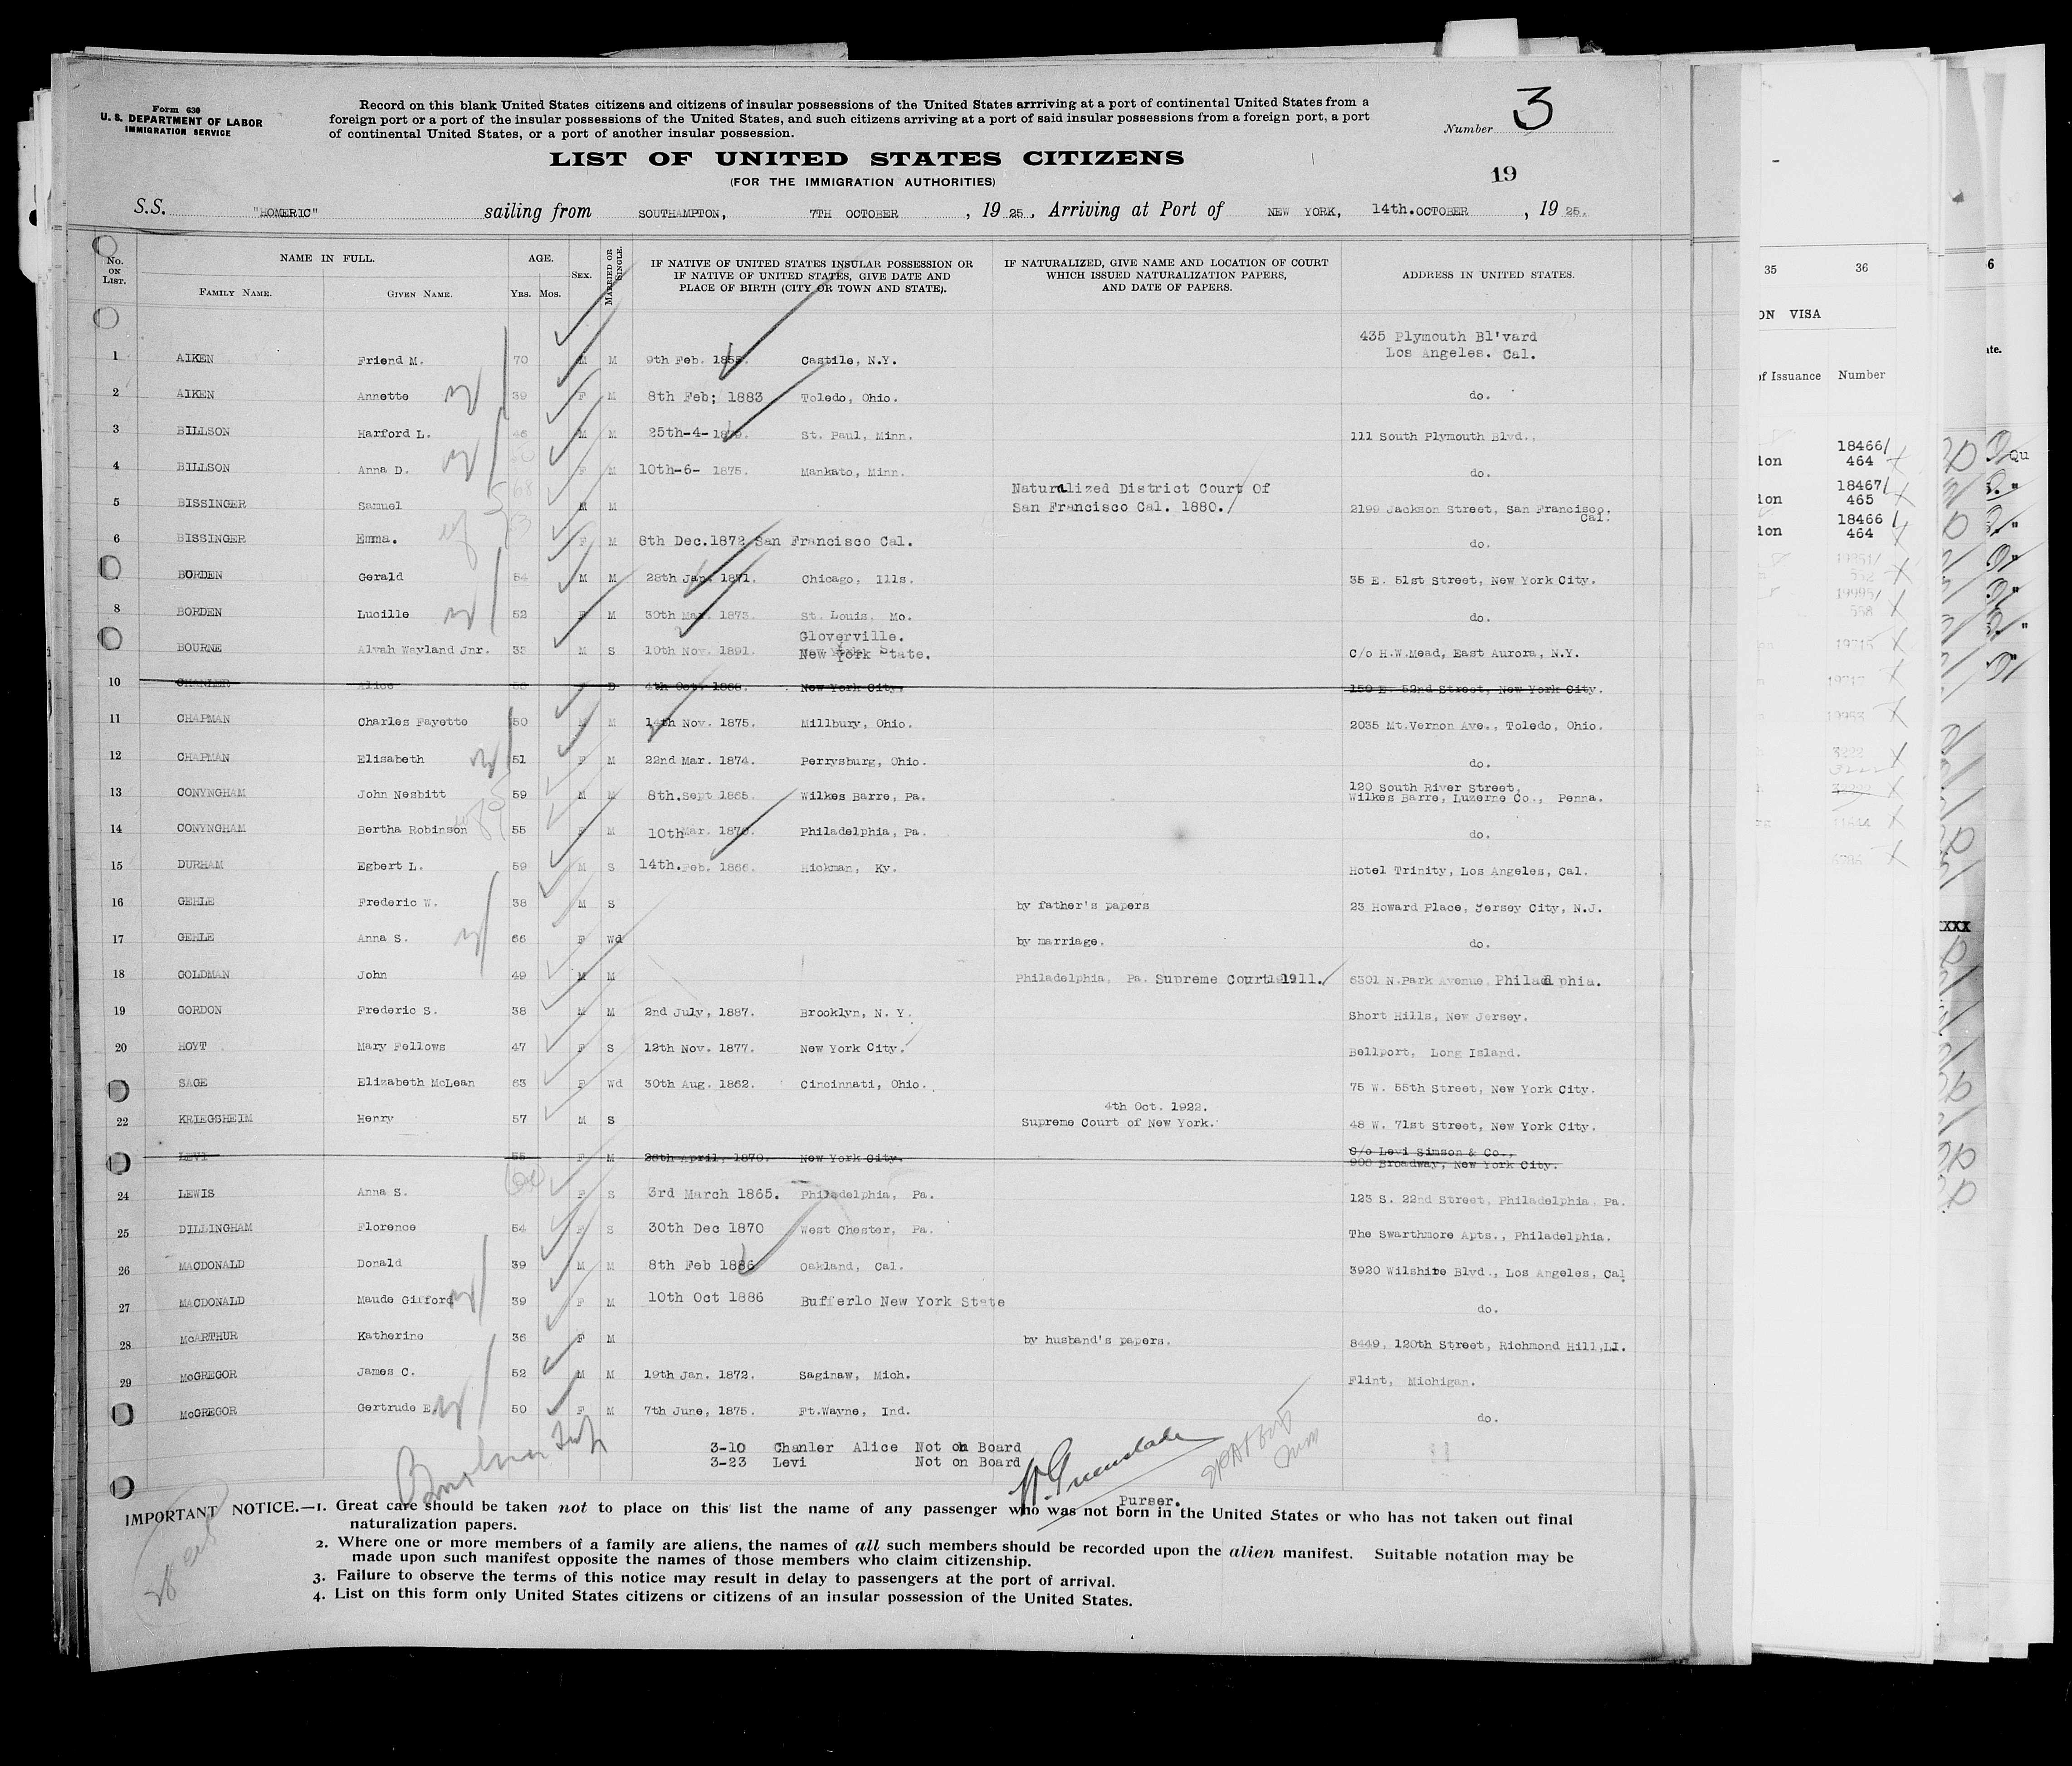 Form 630
U. S. DEPARTMENT OF LABOR
IMMIGRATION SERVICE
Record on this blank United States citizens and citizens of insular possessions of the United States arrriving at a port of continental United States from a
foreign port or a port of the insular possessions of the United States, and such citizens arriving at a port of said insular possessions from a foreign port, a port
of continental United States, or a port of another insular possession.
Number 3
LIST OF UNITED STATES CITIZENS
(FOR THE IMMIGRATION AUTHORITIES)
19
S.S. "HOMERIC" sailing from SOUTHAMPTON, 7TH OCTOBER, 1925, Arriving at Port of NEW YORK, 14th.OCTOBER, 1925.
No. ON LIST. NAME IN FULL. FAMILY NAME. GIVEN NAME. AGE. YRS. MOS. SEX. MARRIED OR SINGLE. IF NATIVE OF UNITED STATES INSULAR POSSESSION OR IF NATIVE OF UNITED STATES, GIVE DATE AND PLACE OF BIRTH (CITY OR TOWN AND STATE). IF NATURALIZED, GIVE NAME AND LOCATION OF COURT WHICH ISSUED NATURALIZATION PAPERS, AND DATE OF PAPERS. ADDRESS IN UNITED STATES.
435 Plymouth Bl'vard
1 AIKEN Friend M. 70 M M 9th Feb. Castile, N.Y. Los Angeles. Cal.
2 AIKEN Annette 39 F M 8th Feb; 1883 Toledo, Ohio. do.
3 BILLSON Harford L. M M 25th-4- St. Paul, Minn. 111 South Plymouth Blvd.,
4 BILLSON Anna D. F M 10th-6- 1875. Mankato, Minn. do.
Naturalized District Court Of
5 BISSINGER Samuel M M San Francisco Cal. 1880. 2199 Jackson Street, San Francisco. Cal.
6 BISSINGER Emma. F M 8th Dec.1872 San Francisco Cal. do.
BORDEN Gerald 54 M M 28th Jan. 1871. Chicago, Ills. 35 E. 51st Street, New York City.
8 BORDEN Lucille 52 F M 30th Mar. 1873. St. Louis, Mo. do.
Gloverville.
BOURNE Alvah Wayland Jnr. 33 M S 10th Nov. 1891. New York State. C/o H.W.Mead, East Aurora, N.Y.
10 CHANLER Alice D New York City. 150 E. 52nd Street, New York City.
11 CHAPMAN Charles Fayette 50 M M 14th Nov. 1875. Millbury, Ohio. 2035 Mt.Vernon Ave., Toledo, Ohio.
12 CHAPMAN Elisabeth 51 F M 22nd Mar. 1874. Perrysburg, Ohio. do.
120 South River Street,
13 CONYNGHAM John Nesbitt 59 M M 8th.Sept 1865. Wilkes Barre, Pa. Wilkes Barre, Luzerne Co., Penna.
14 CONYNGHAM Bertha Robinson 55 F M 10th Mar. 1870. Philadelphia, Pa. do.
15 DURHAM Egbert L. 59 M S 14th.Feb. 1866. Hickman, Ky. Hotel Trinity, Los Angeles, Cal.
16 GEHLE Frederic W. 38 M S by father's papers 23 Howard Place, Jersey City, N.J.
17 GEHLE Anna S. 66 F Wd by marriage. do.
18 GOLDMAN John 49 M M Philadelphia, Pa. Supreme Court 1911. 6301 N.Park Avenue, Philad phia.
19 GORDON Frederic S. 38 M M 2nd July, 1887. Brooklyn, N. Y. Short Hills, New Jersey.
20 HOYT Mary Fellows 47 F S 12th Nov. 1877. New York City. Bellport, Long Island.
SAGE Elizabeth McLean 63 F Wd 30th Aug. 1862. Cincinnati, Ohio. 75 W. 55th Street, New York City.
4th Oct. 1922.
22 KRIEGSHEIM Henry 57 M S Supreme Court of New York. 48 W. 71st Street, New York City.
C/o Levi Simson & Co.,
LEVI 55 F M 28th April, 1870. New York City. 908 Broadway, New York City.
24 LEWIS Anna S. 60 F S 3rd March 1865. Philadelphia, Pa. 123 S. 22nd Street, Philadelphia, Pa.
25 DILLINGHAM Florence 54 F S 30th Dec 1870 West Chester, Pa. The Swarthmore Apts., Philadelphia.
26 MACDONALD Donald 39 M M 8th Feb 1886 Oakland, Cal. 3920 Wilshire Blvd., Los Angeles, Cal.
27 MACDONALD Maude Gifford 39 F M 10th Oct 1886 Bufferlo New York State do.
28 McARTHUR Katherine 36 F M by husband's papers. 8449, 120th Street, Richmond Hill,LI.
29 McGREGOR James C. 52 M M 19th Jan. 1872. Saginaw, Mich. Flint, Michigan.
McGREGOR Gertrude E. 50 F M 7th June, 1875. Ft.Wayne, Ind. do.
3-10 Chanler Alice Not on Board
3-23 Levi Not on Board
Purser.
IMPORTANT NOTICE.—1. Great care should be taken not to place on this list the name of any passenger who was not born in the United States or who has not taken out final
naturalization papers.
2. Where one or more members of a family are aliens, the names of all such members should be recorded upon the alien manifest. Suitable notation may be
made upon such manifest opposite the names of those members who claim citizenship.
3. Failure to observe the terms of this notice may result in delay to passengers at the port of arrival.
4. List on this form only United States citizens or citizens of an insular possession of the United States.
35 36
ON VISA
of Issuance Number
18466/
ion 464
18467/
ion 465
18466/
ion 464